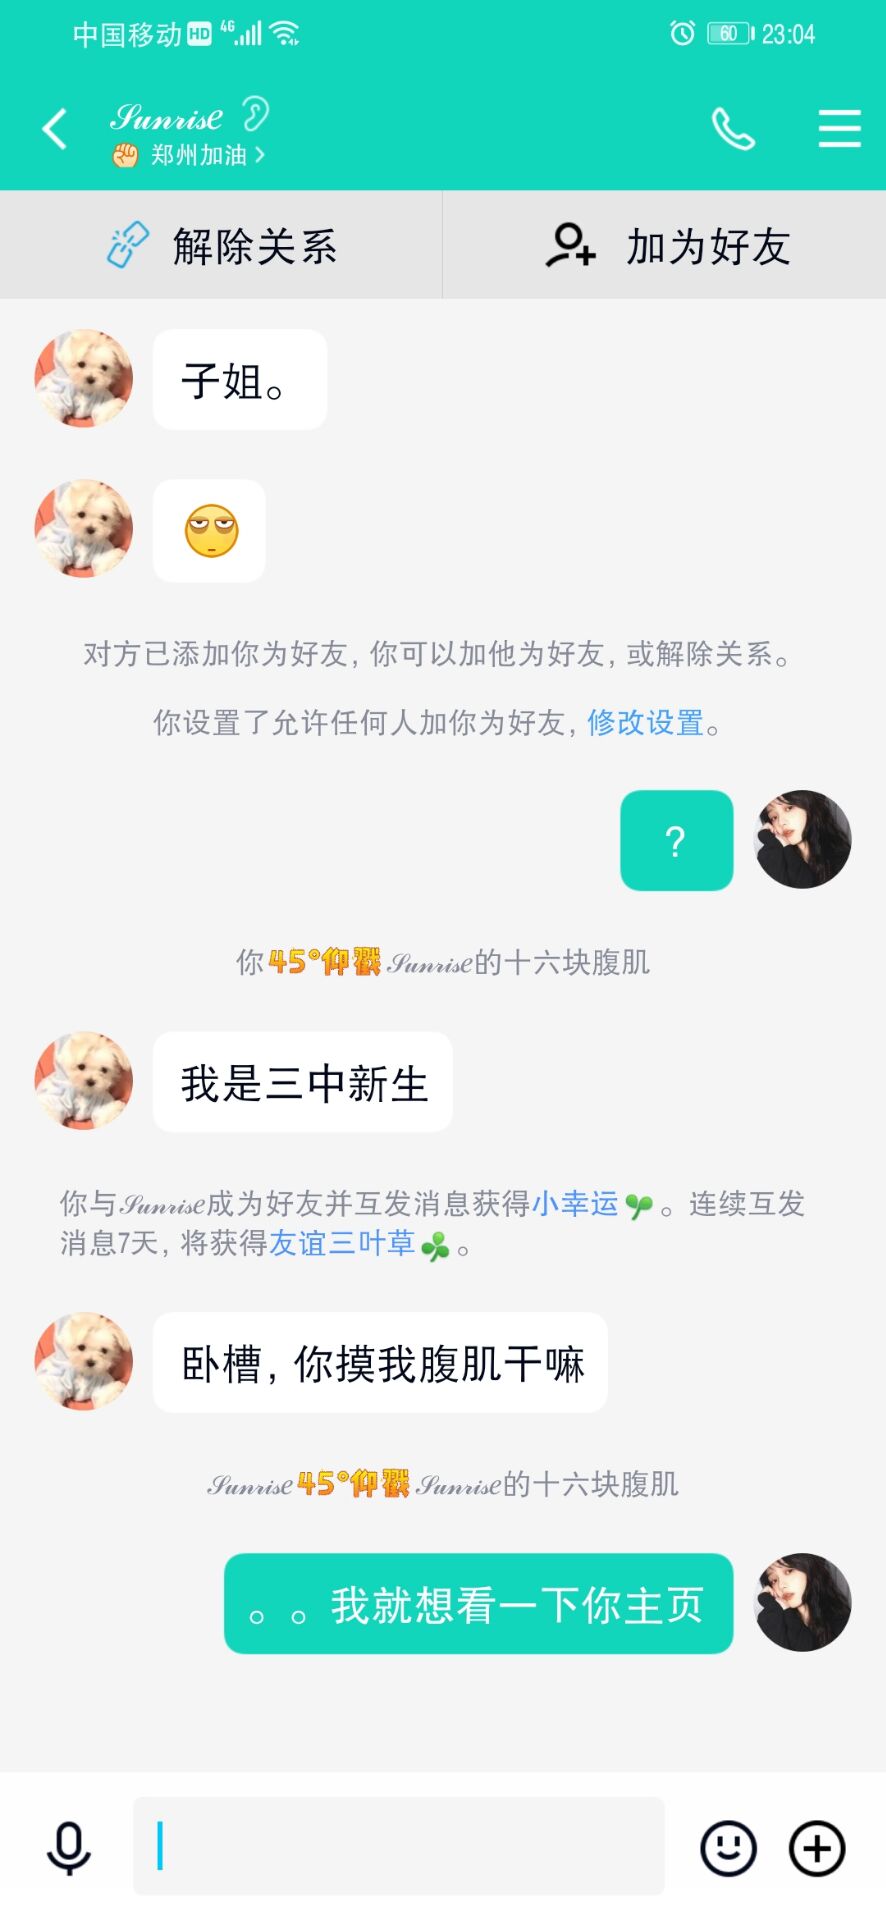 中国移动 HD 4G 60 23:04
Sunrise
郑州加油
解除关系 加为好友
子姐。
对方已添加你为好友，你可以加他为好友，或解除关系。
你设置了允许任何人加你为好友，修改设置。
?
你45°仰戳Sunrise的十六块腹肌
我是三中新生
你与Sunrise成为好友并互发消息获得小幸运。连续互发
消息7天，将获得友谊三叶草。
卧槽，你摸我腹肌干嘛
Sunrise45°仰戳Sunrise的十六块腹肌
。。我就想看一下你主页